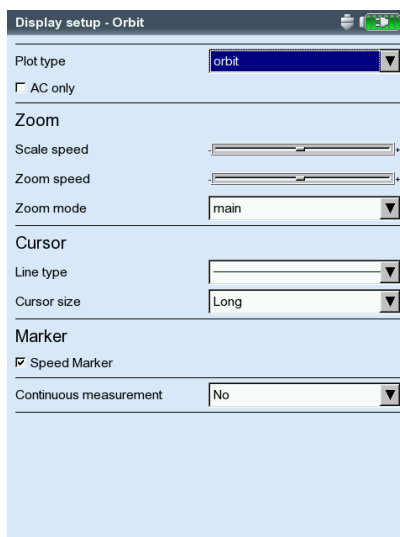 Display setup - Orbit
Plot type orbit
AC only
Zoom
Scale speed - +
Zoom speed - +
Zoom mode main
Cursor
Line type
Cursor size Long
Marker
Speed Marker
Continuous measurement No